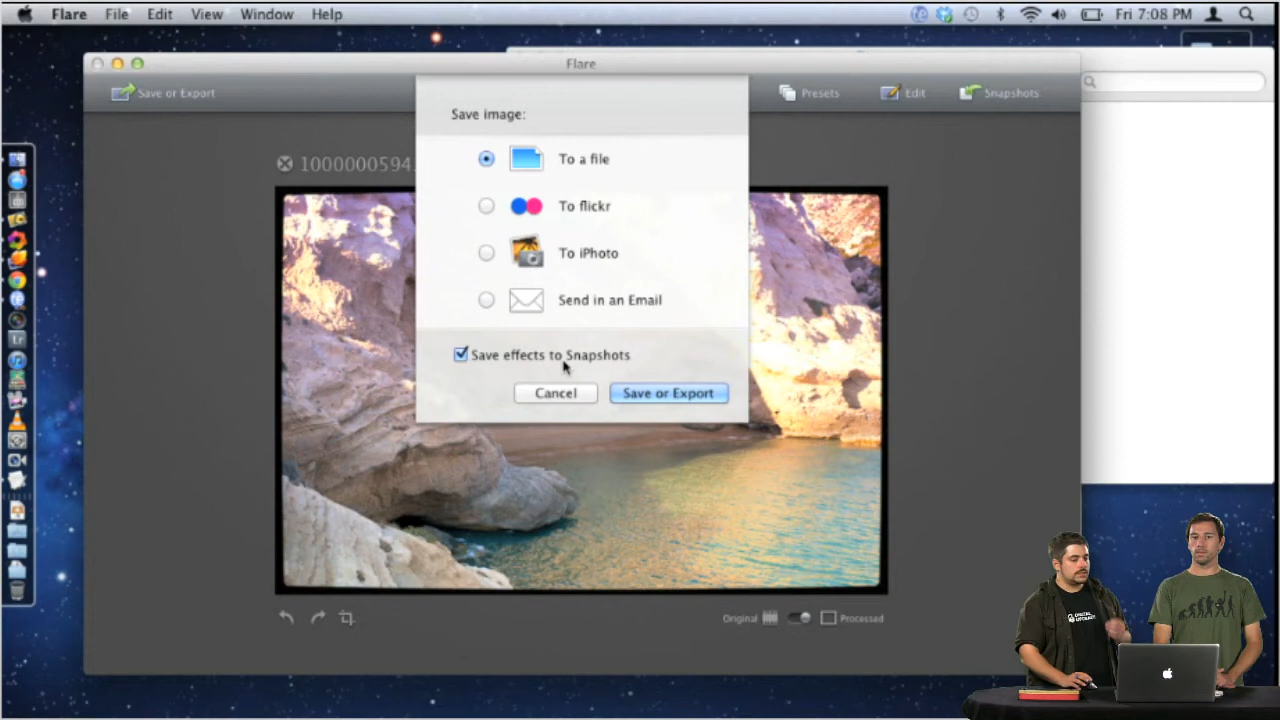 Flare File Edit View Window Help Fri 7:08 PM
Flare
Save or Export Presets Edit Snapshots
Save image:
1000000594
To a file
To flickr
To iPhoto
Send in an Email
Save effects to Snapshots
Cancel Save or Export
Original Processed
Lr